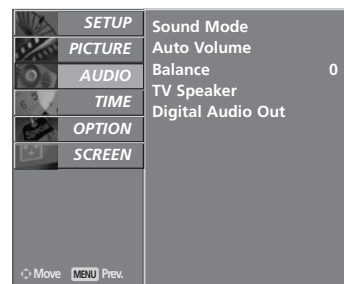 SETUP
PICTURE
AUDIO
TIME
OPTION
SCREEN
Sound Mode
Auto Volume
Balance 0
TV Speaker
Digital Audio Out
Move MENU Prev.